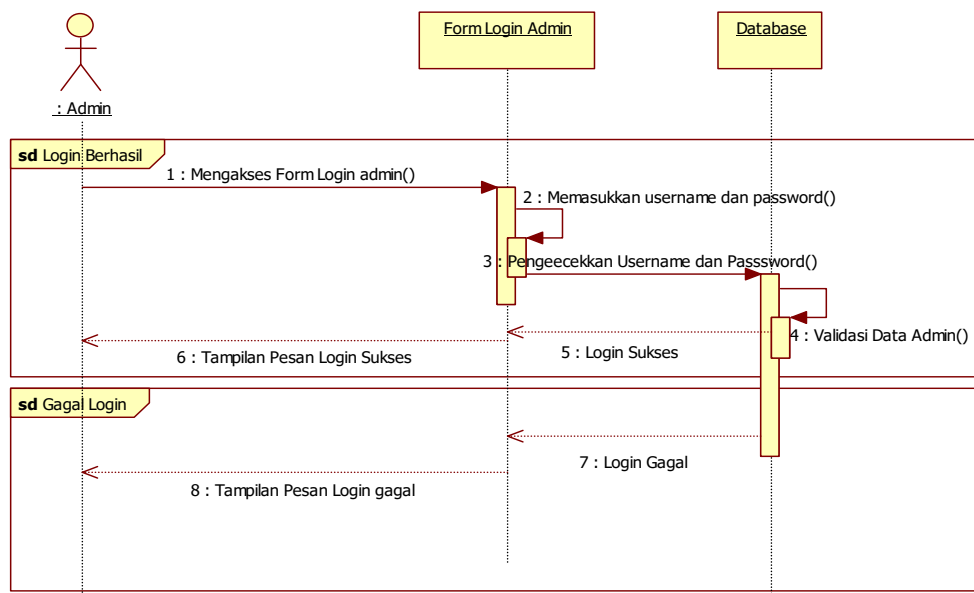 Form Login Admin
Database
: Admin
sd Login Berhasil
1 : Mengakses Form Login admin()
2 : Memasukkan username dan password()
3 : Pengeecekkan Username dan Passsword()
4 : Validasi Data Admin()
5 : Login Sukses
6 : Tampilan Pesan Login Sukses
sd Gagal Login
7 : Login Gagal
8 : Tampilan Pesan Login gagal